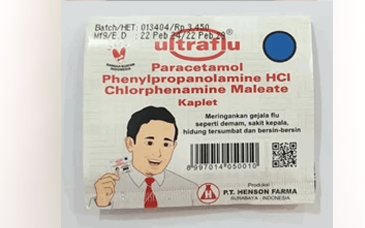 Batch/HET: 013404/Rp 3.450
Mfg/E.D : 22 Feb 24/22 Feb 29
ultraflu
Paracetamol
Phenylpropanolamine HCl
Chlorphenamine Maleate
Kaplet
Meringankan gejala flu
seperti demam, sakit kepala,
hidung tersumbat dan bersin-bersin
8 997014 050010
Produksi
P.T. HENSON FARMA
SURABAYA - INDONESIA